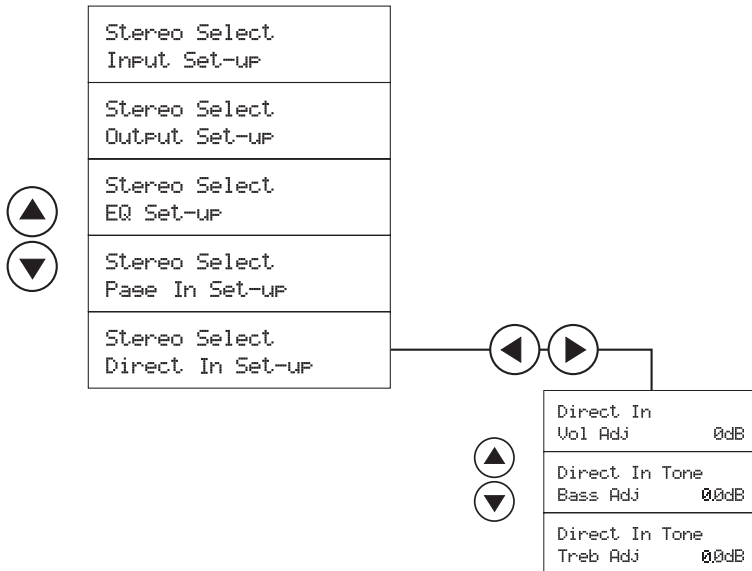 Stereo Select
Input Set-up
Stereo Select
Output Set-up
Stereo Select
EQ Set-up
Stereo Select
Page In Set-up
Stereo Select
Direct In Set-up
Direct In
Vol Adj 0dB
Direct In Tone
Bass Adj 0.0dB
Direct In Tone
Treb Adj 0.0dB